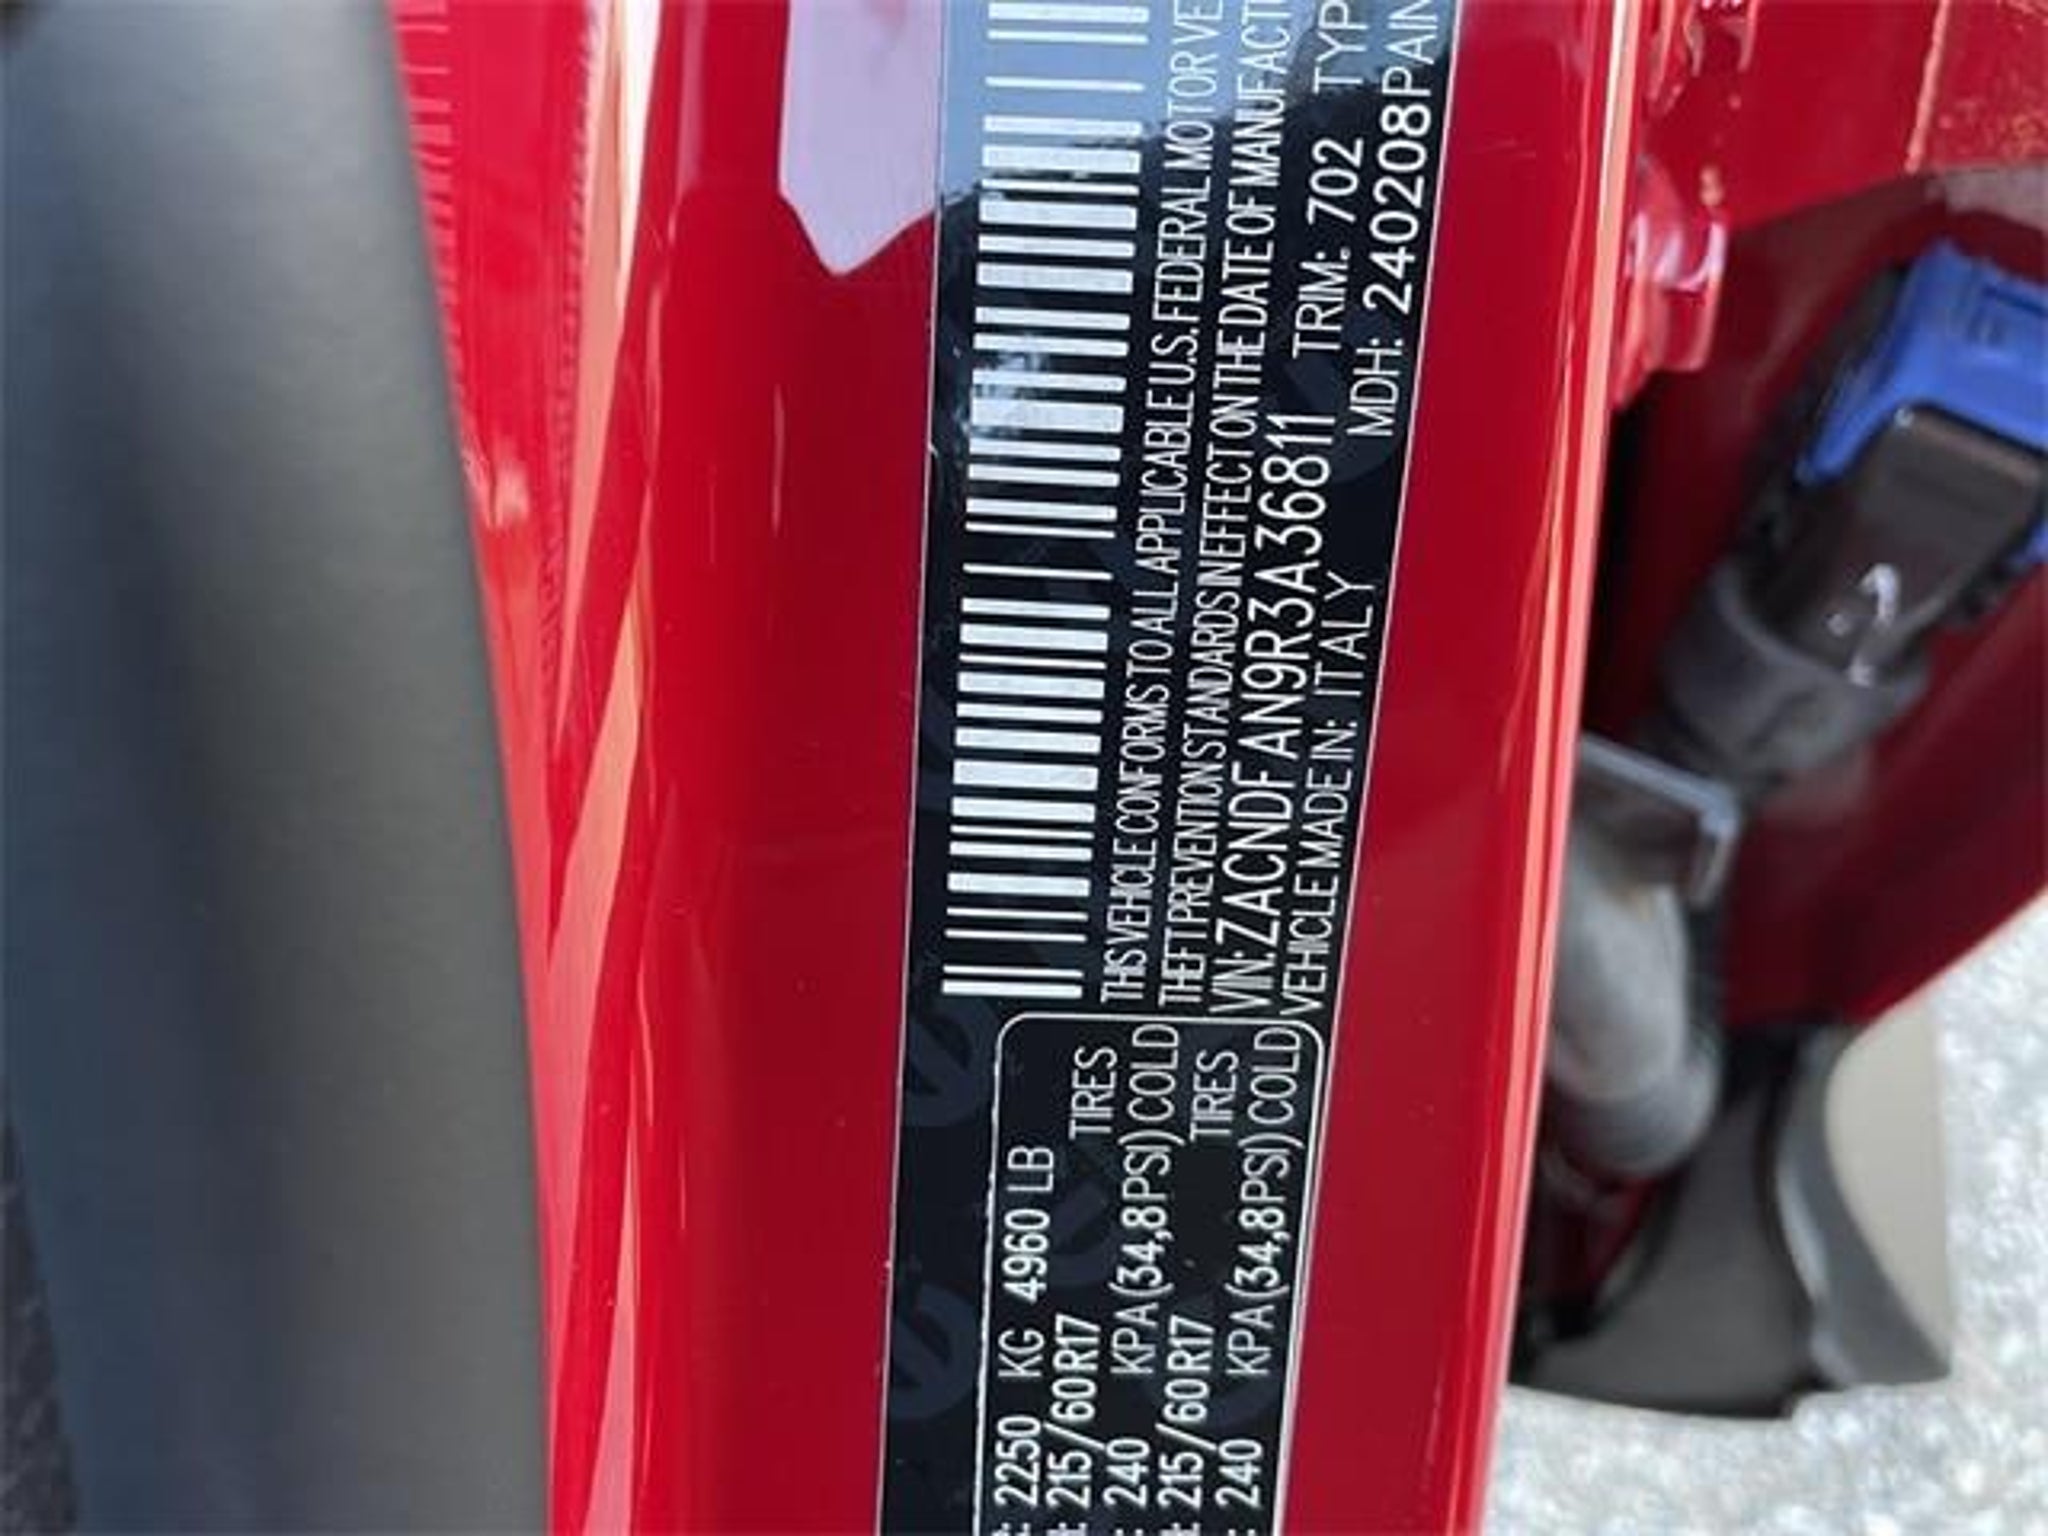 2250 KG 4960 LB
215/60R17 TIRES
240 KPA (34,8PSI) COLD
215/60R17 TIRES
240 KPA (34,8PSI) COLD
THIS VEHICLE CONFORMS TO ALL APPLICABLE U.S. FEDERAL MOTOR VE
THEFT PREVENTION STANDARDS IN EFFECT ON THE DATE OF MANUFACT
VIN: ZACNDFAN9R3A36811 TRIM: 702 TYP
VEHICLE MADE IN: ITALY MDH: 240208 PAIN